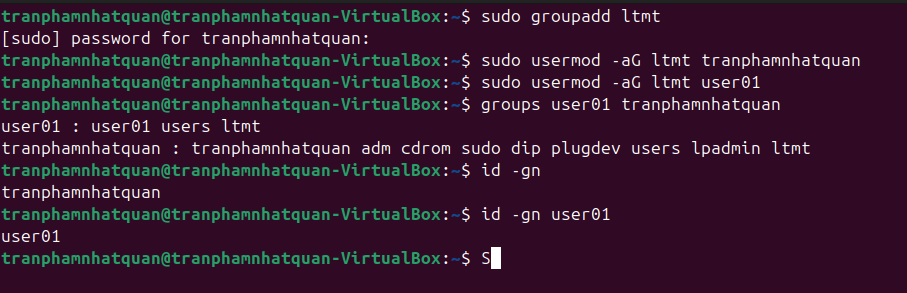 tranphamnhatquan@tranphamnhatquan-VirtualBox:~$ sudo groupadd ltmt
[sudo] password for tranphamnhatquan:
tranphamnhatquan@tranphamnhatquan-VirtualBox:~$ sudo usermod -aG ltmt tranphamnhatquan
tranphamnhatquan@tranphamnhatquan-VirtualBox:~$ sudo usermod -aG ltmt user01
tranphamnhatquan@tranphamnhatquan-VirtualBox:~$ groups user01 tranphamnhatquan
user01 : user01 users ltmt
tranphamnhatquan : tranphamnhatquan adm cdrom sudo dip plugdev users lpadmin ltmt
tranphamnhatquan@tranphamnhatquan-VirtualBox:~$ id -gn
tranphamnhatquan
tranphamnhatquan@tranphamnhatquan-VirtualBox:~$ id -gn user01
user01
tranphamnhatquan@tranphamnhatquan-VirtualBox:~$ S